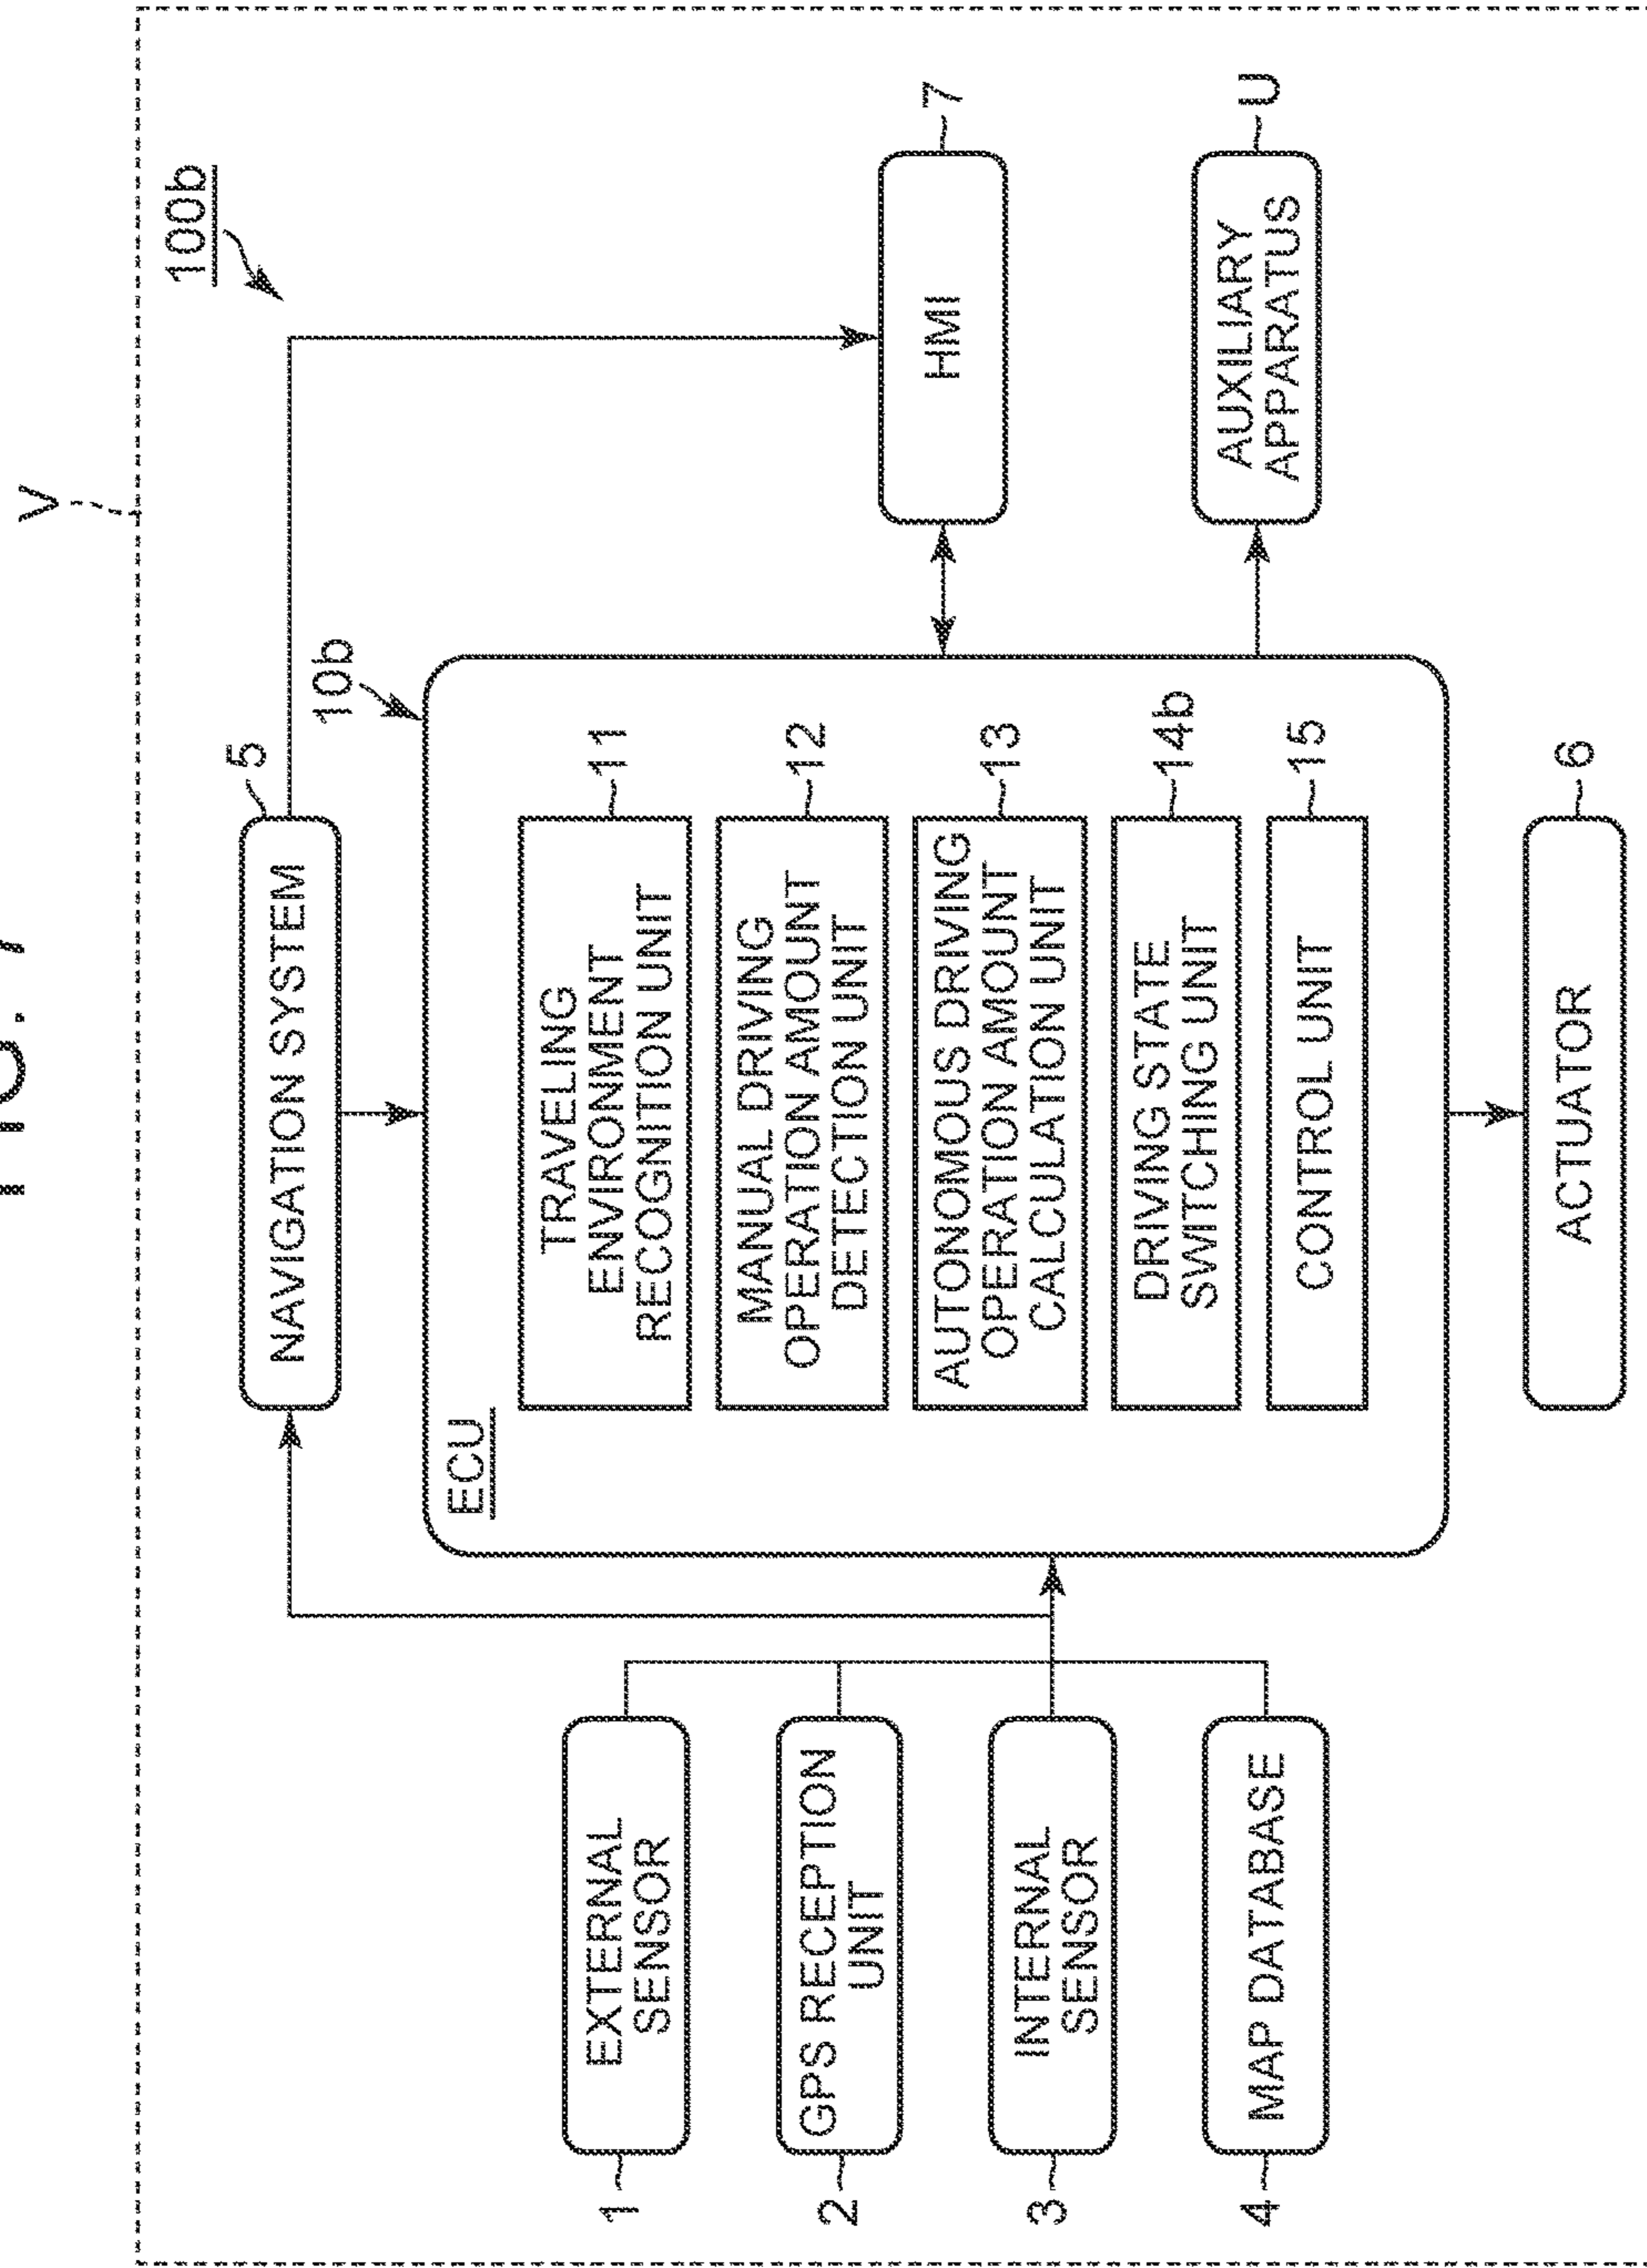 FIG. 7
V
100b
5
NAVIGATION SYSTEM
10b
ECU
1
EXTERNAL
SENSOR
2
GPS RECEPTION
UNIT
3
INTERNAL
SENSOR
4
MAP DATABASE
TRAVELING
ENVIRONMENT
RECOGNITION UNIT
11
MANUAL DRIVING
OPERATION AMOUNT
DETECTION UNIT
12
AUTONOMOUS DRIVING
OPERATION AMOUNT
CALCULATION UNIT
13
DRIVING STATE
SWITCHING UNIT
14b
CONTROL UNIT
15
HMI
7
AUXILIARY
APPARATUS
U
ACTUATOR
6